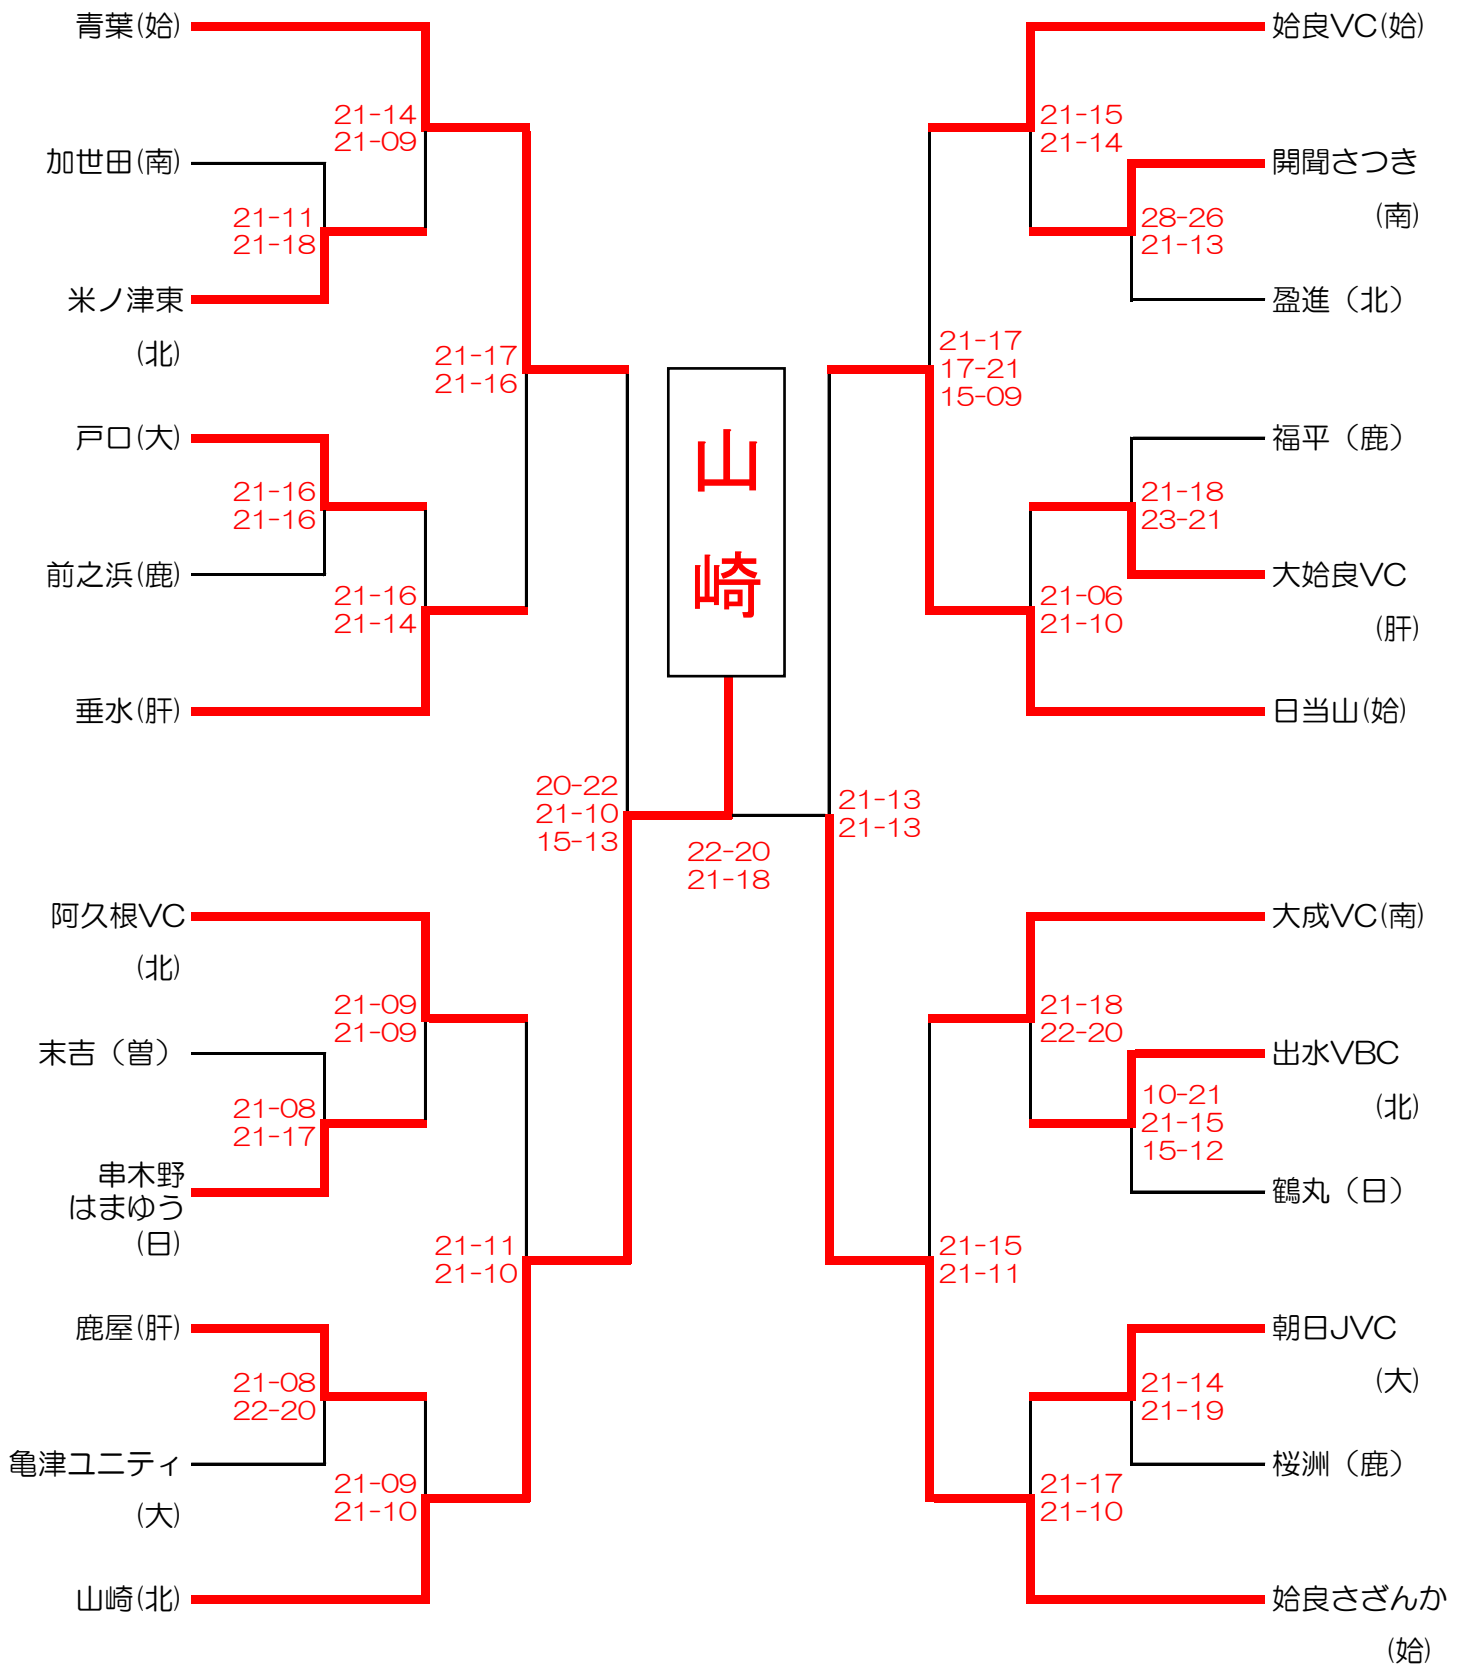 青葉(姶)
21-14
21-09
加世田(南)
21-11
21-18
米ノ津東
(北)
21-17
21-16
戸口(大)
21-16
21-16
前之浜(鹿)
21-16
21-14
垂水(肝)
20-22
21-10
15-13
阿久根VC
(北)
21-09
21-09
末吉（曽）
21-08
21-17
串木野
はまゆう
(日)
21-11
21-10
鹿屋(肝)
21-08
22-20
亀津ユニティ
(大)
21-09
21-10
山崎(北)
山
崎
22-20
21-18
姶良VC(姶)
21-15
21-14
開聞さつき
(南)
28-26
21-13
盈進（北）
21-17
17-21
15-09
福平（鹿）
21-18
23-21
大姶良VC
(肝)
21-06
21-10
日当山(姶)
21-13
21-13
大成VC(南)
21-18
22-20
出水VBC
(北)
10-21
21-15
15-12
鶴丸（日）
21-15
21-11
朝日JVC
(大)
21-14
21-19
桜洲（鹿）
21-17
21-10
姶良さざんか
(姶)